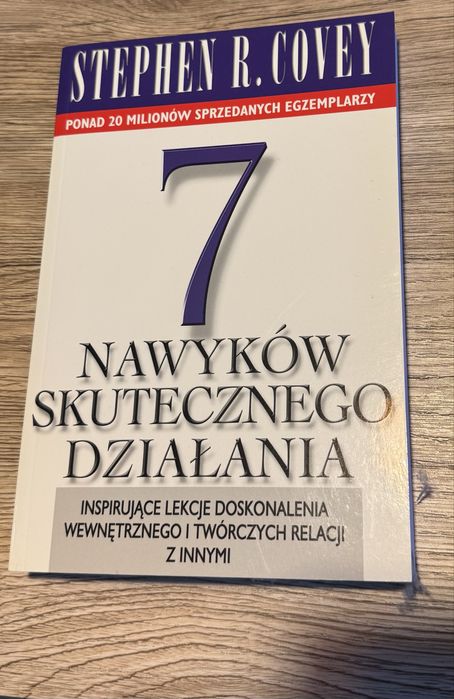 STEPHEN R. COVEY
PONAD 20 MILIONÓW SPRZEDANYCH EGZEMPLARZY
7
NAWYKÓW
SKUTECZNEGO
DZIAŁANIA
INSPIRUJĄCE LEKCJE DOSKONALENIA
WEWNĘTRZNEGO I TWÓRCZYCH RELACJI
Z INNYMI